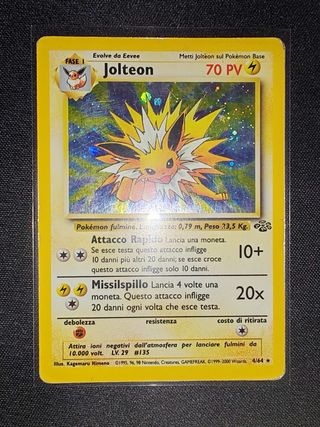 Evolve da Eevee
Metti Jolteon sul Pokémon Base
FASE 1
Jolteon
70 PV
Pokémon fulmine. Lunghezza: 0,79 m, Peso 23,5 Kg.
Attacco Rapido Lancia una moneta.
Se esce testa questo attacco infligge
10 danni più altri 20 danni; se esce croce
questo attacco infligge solo 10 danni.
10+
Missilspillo Lancia 4 volte una
moneta. Questo attacco infligge
20 danni ogni volta che esce testa.
20x
debolezza
resistenza
costo di ritirata
Attira ioni negativi dall'atmosfera per lanciare fulmini da
10.000 volt. LV. 29 #135
Illus. Kagemaru Himeno
©1995, 96, 98 Nintendo, Creatures, GAMEFREAK. ©1999-2000 Wizards.
4/64 ★